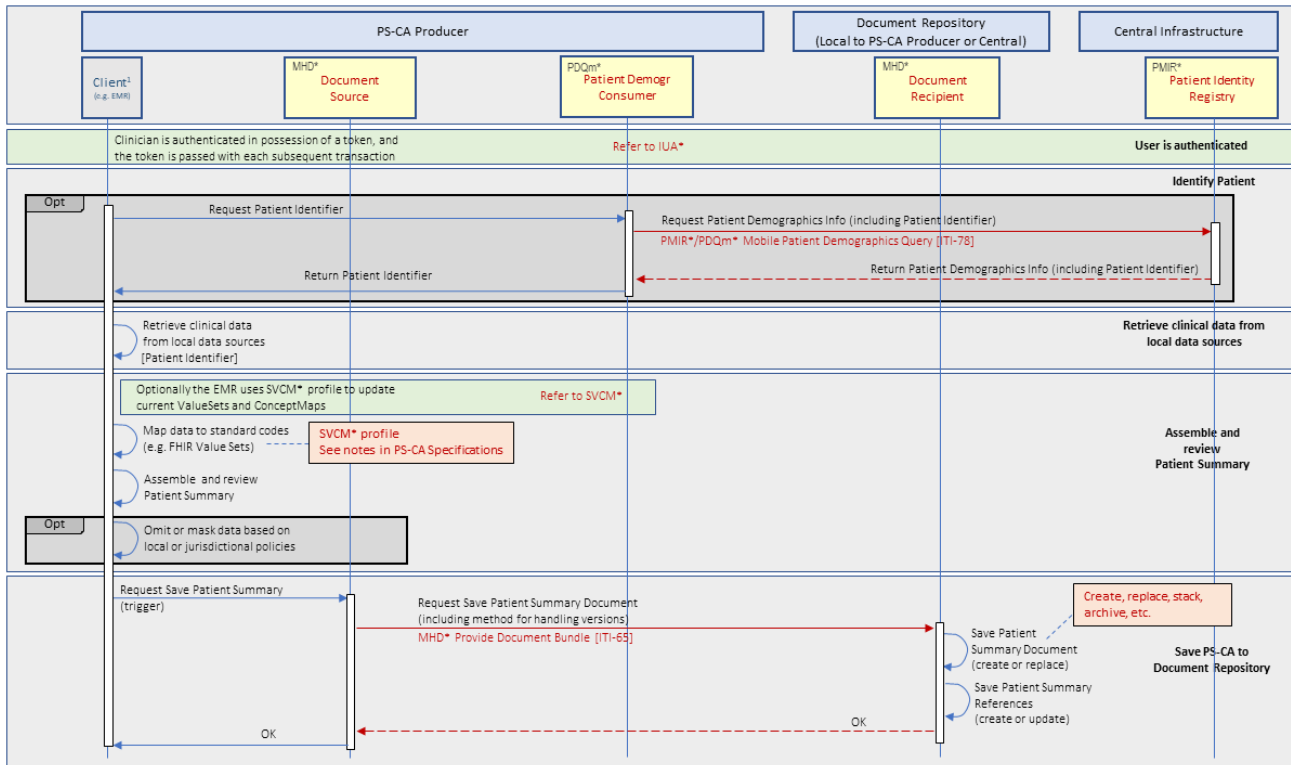 PS-CA Producer
Document Repository
(Local to PS-CA Producer or Central)
Central Infrastructure
Client1
(e.g. EMR)
MHD*
Document
Source
PDQm*
Patient Demogr
Consumer
MHD*
Document
Recipient
PMIR*
Patient Identity
Registry
Clinician is authenticated in possession of a token, and
the token is passed with each subsequent transaction
Refer to IUA*
User is authenticated
Identify Patient
Opt
Request Patient Identifier
Request Patient Demographics Info (including Patient Identifier)
PMIR*/PDQm* Mobile Patient Demographics Query [ITI-78]
Return Patient Identifier
Return Patient Demographics Info (including Patient Identifier)
Retrieve clinical data
from local data sources
[Patient Identifier]
Retrieve clinical data from
local data sources
Optionally the EMR uses SVCM* profile to update
current ValueSets and ConceptMaps
Refer to SVCM*
Map data to standard codes
(e.g. FHIR Value Sets)
SVCM* profile
See notes in PS-CA Specifications
Assemble and
review
Patient Summary
Assemble and review
Patient Summary
Opt
Omit or mask data based on
local or jurisdictional policies
Request Save Patient Summary
(trigger)
Request Save Patient Summary Document
(including method for handling versions)
MHD* Provide Document Bundle [ITI-65]
Create, replace, stack,
archive, etc.
Save Patient
Summary Document
(create or replace)
Save PS-CA to
Document Repository
Save Patient Summary
References
(create or update)
OK
OK